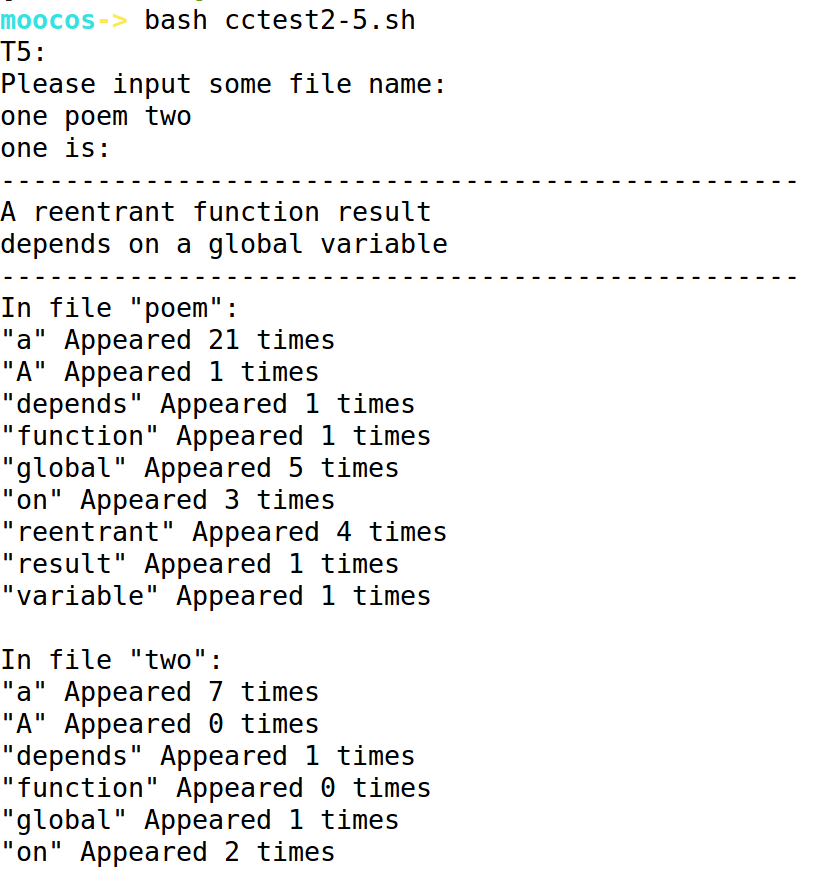 moocos-> bash cctest2-5.sh
T5:
Please input some file name:
one poem two
one is:
--------------------------------------------------
A reentrant function result
depends on a global variable
--------------------------------------------------
In file "poem":
"a" Appeared 21 times
"A" Appeared 1 times
"depends" Appeared 1 times
"function" Appeared 1 times
"global" Appeared 5 times
"on" Appeared 3 times
"reentrant" Appeared 4 times
"result" Appeared 1 times
"variable" Appeared 1 times

In file "two":
"a" Appeared 7 times
"A" Appeared 0 times
"depends" Appeared 1 times
"function" Appeared 0 times
"global" Appeared 1 times
"on" Appeared 2 times